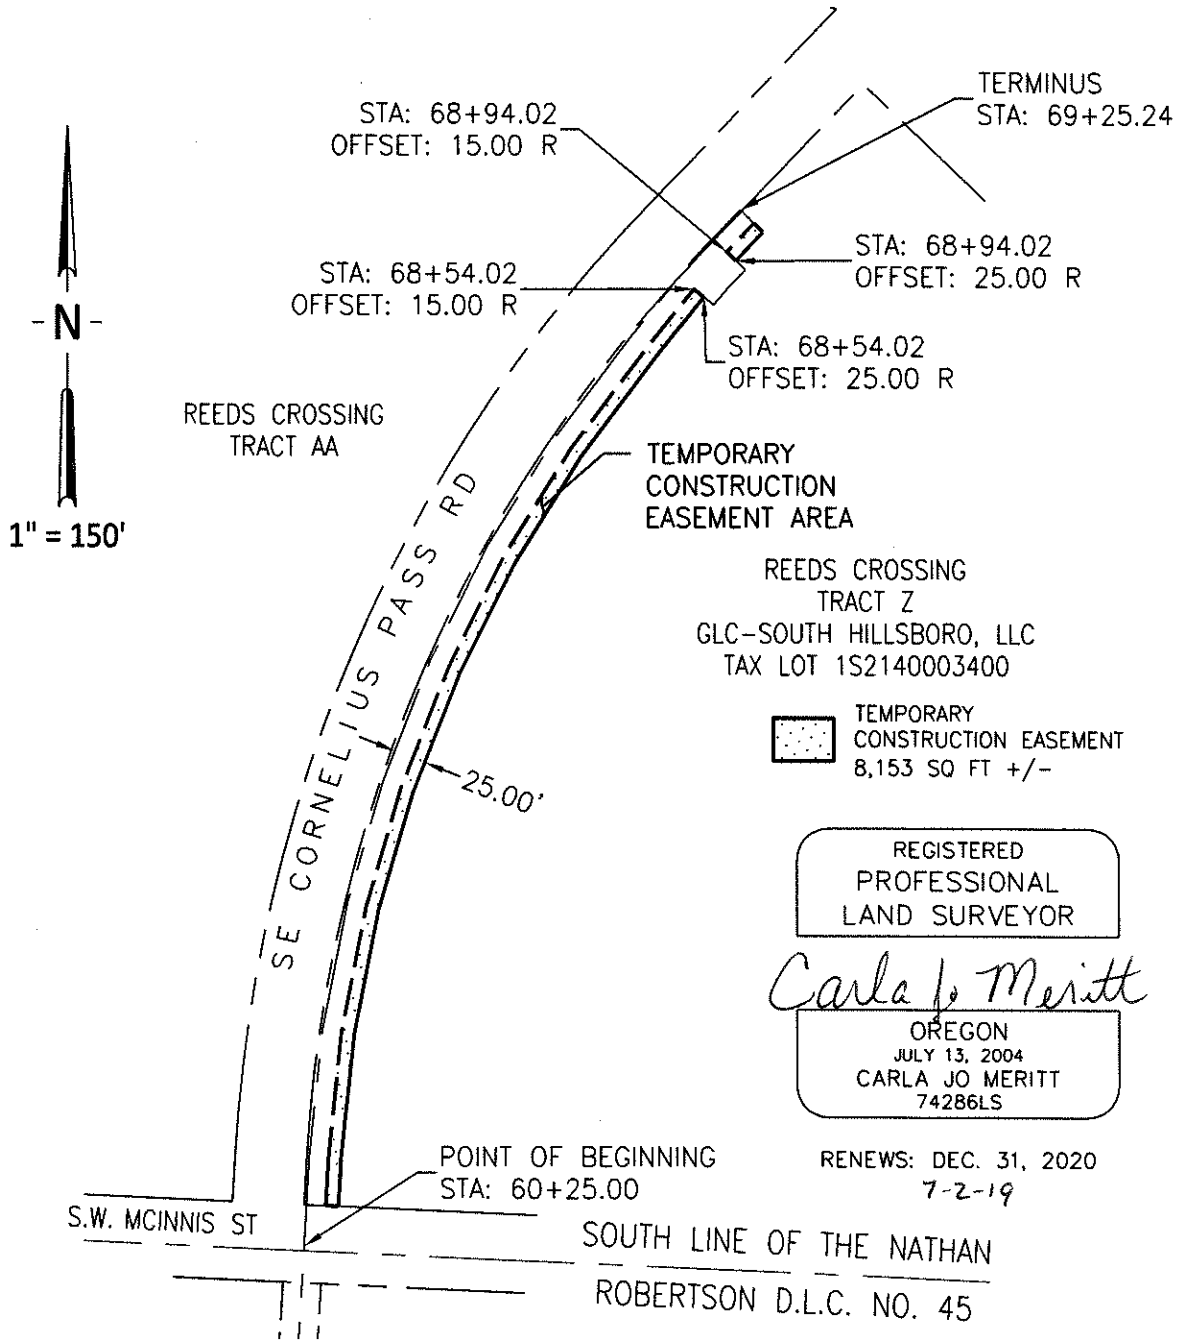 TERMINUS
STA: 69+25.24
STA: 68+94.02
OFFSET: 15.00 R
STA: 68+94.02
OFFSET: 25.00 R
STA: 68+54.02
OFFSET: 15.00 R
-N-
STA: 68+54.02
OFFSET: 25.00 R
REEDS CROSSING
TRACT AA
TEMPORARY
CONSTRUCTION
EASEMENT AREA
1" = 150'
REEDS CROSSING
TRACT Z
GLC-SOUTH HILLSBORO, LLC
TAX LOT 1S2140003400
SE CORNELIUS PASS RD
TEMPORARY
CONSTRUCTION EASEMENT
8,153 SQ FT +/-
25.00'
REGISTERED
PROFESSIONAL
LAND SURVEYOR
Carla Jo Meritt
OREGON
JULY 13, 2004
CARLA JO MERITT
74286LS
RENEWS: DEC. 31, 2020
7-2-19
POINT OF BEGINNING
STA: 60+25.00
S.W. MCINNIS ST
SOUTH LINE OF THE NATHAN
ROBERTSON D.L.C. NO. 45